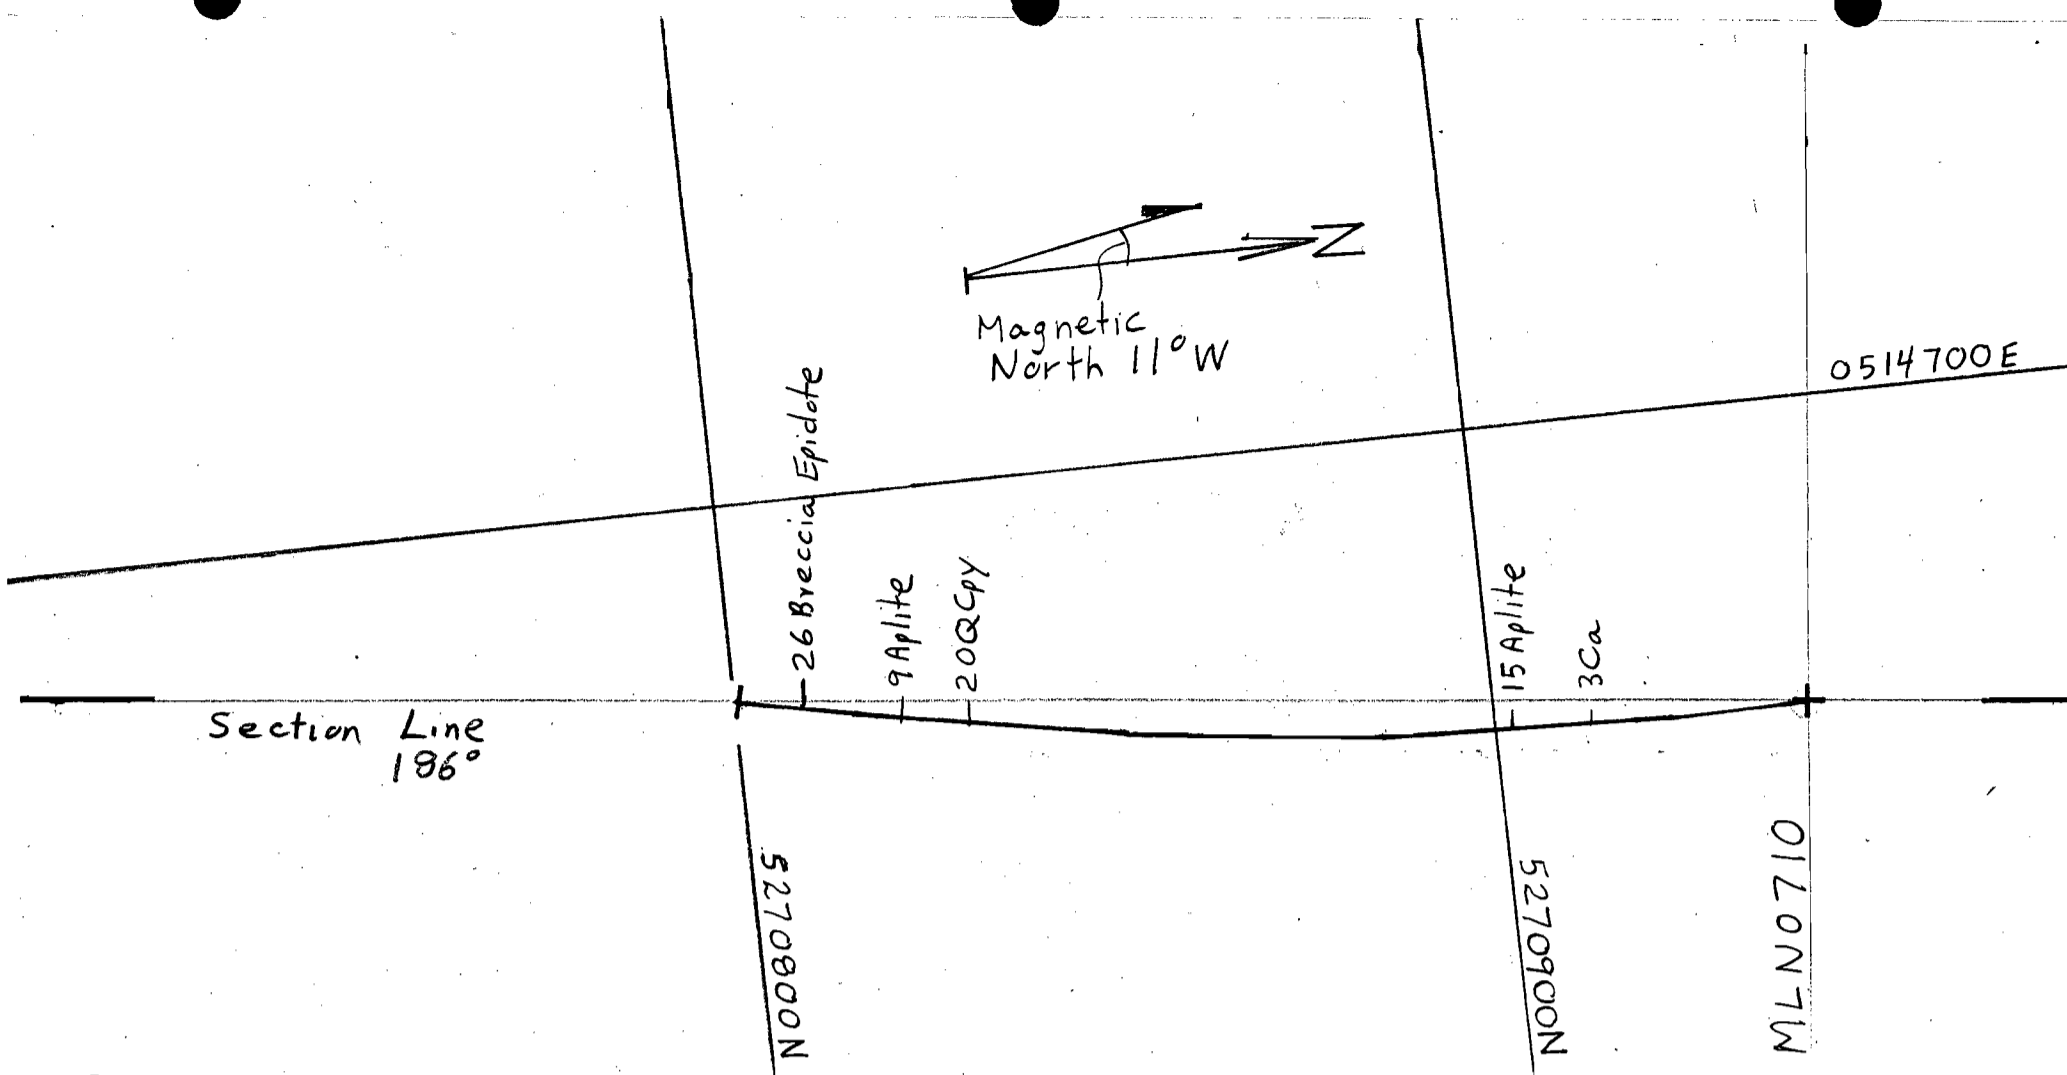 N
Magnetic
North 11°W
0514700E
26 Breccia Epidote
9 Aplite
20 QCpy
15 Aplite
3 Ca
Section Line
186°
5270800N
5270900N
MLN0710